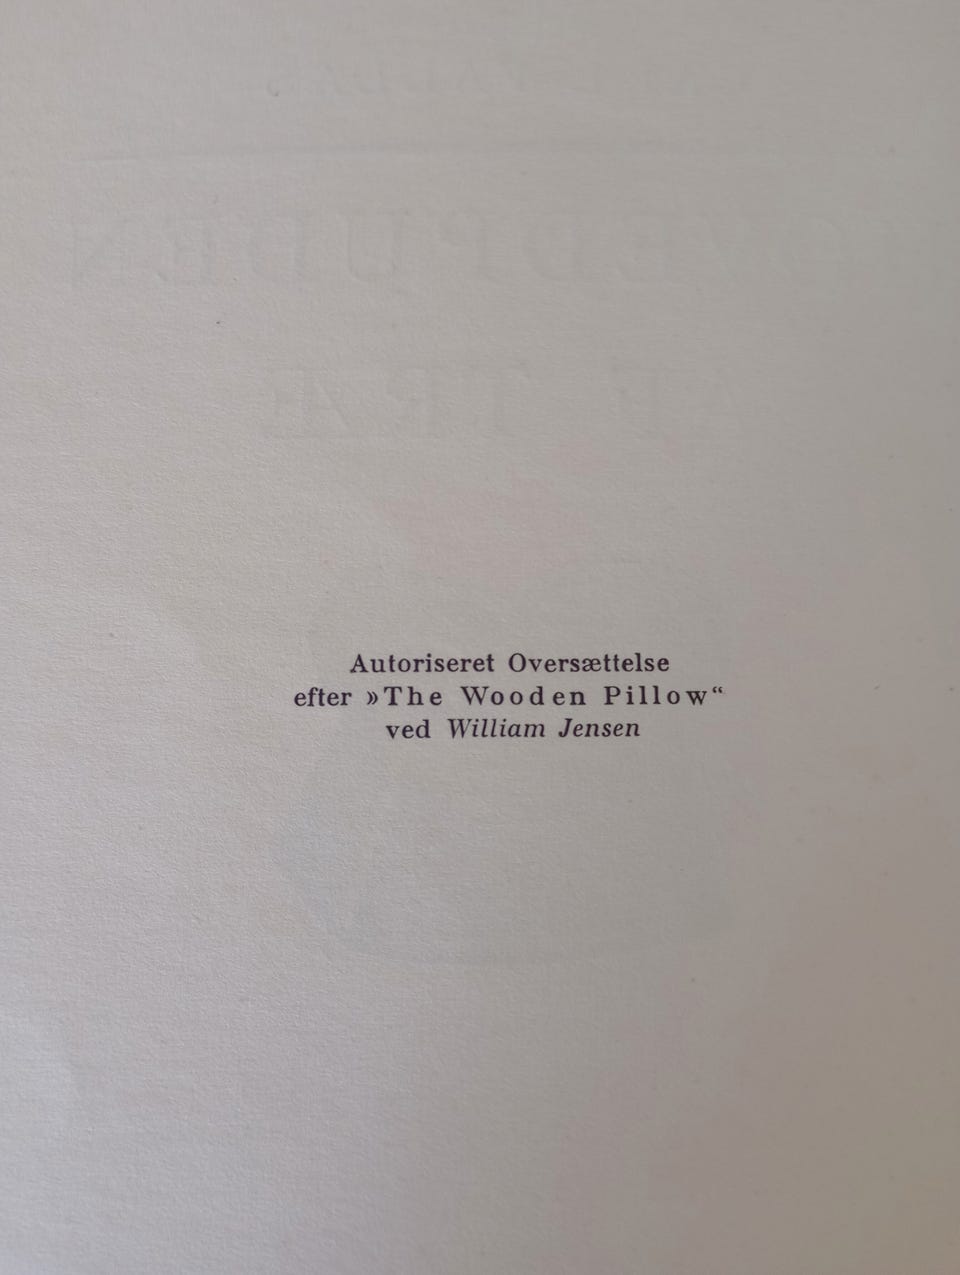 Autoriseret Oversættelse
efter »The Wooden Pillow“
ved William Jensen